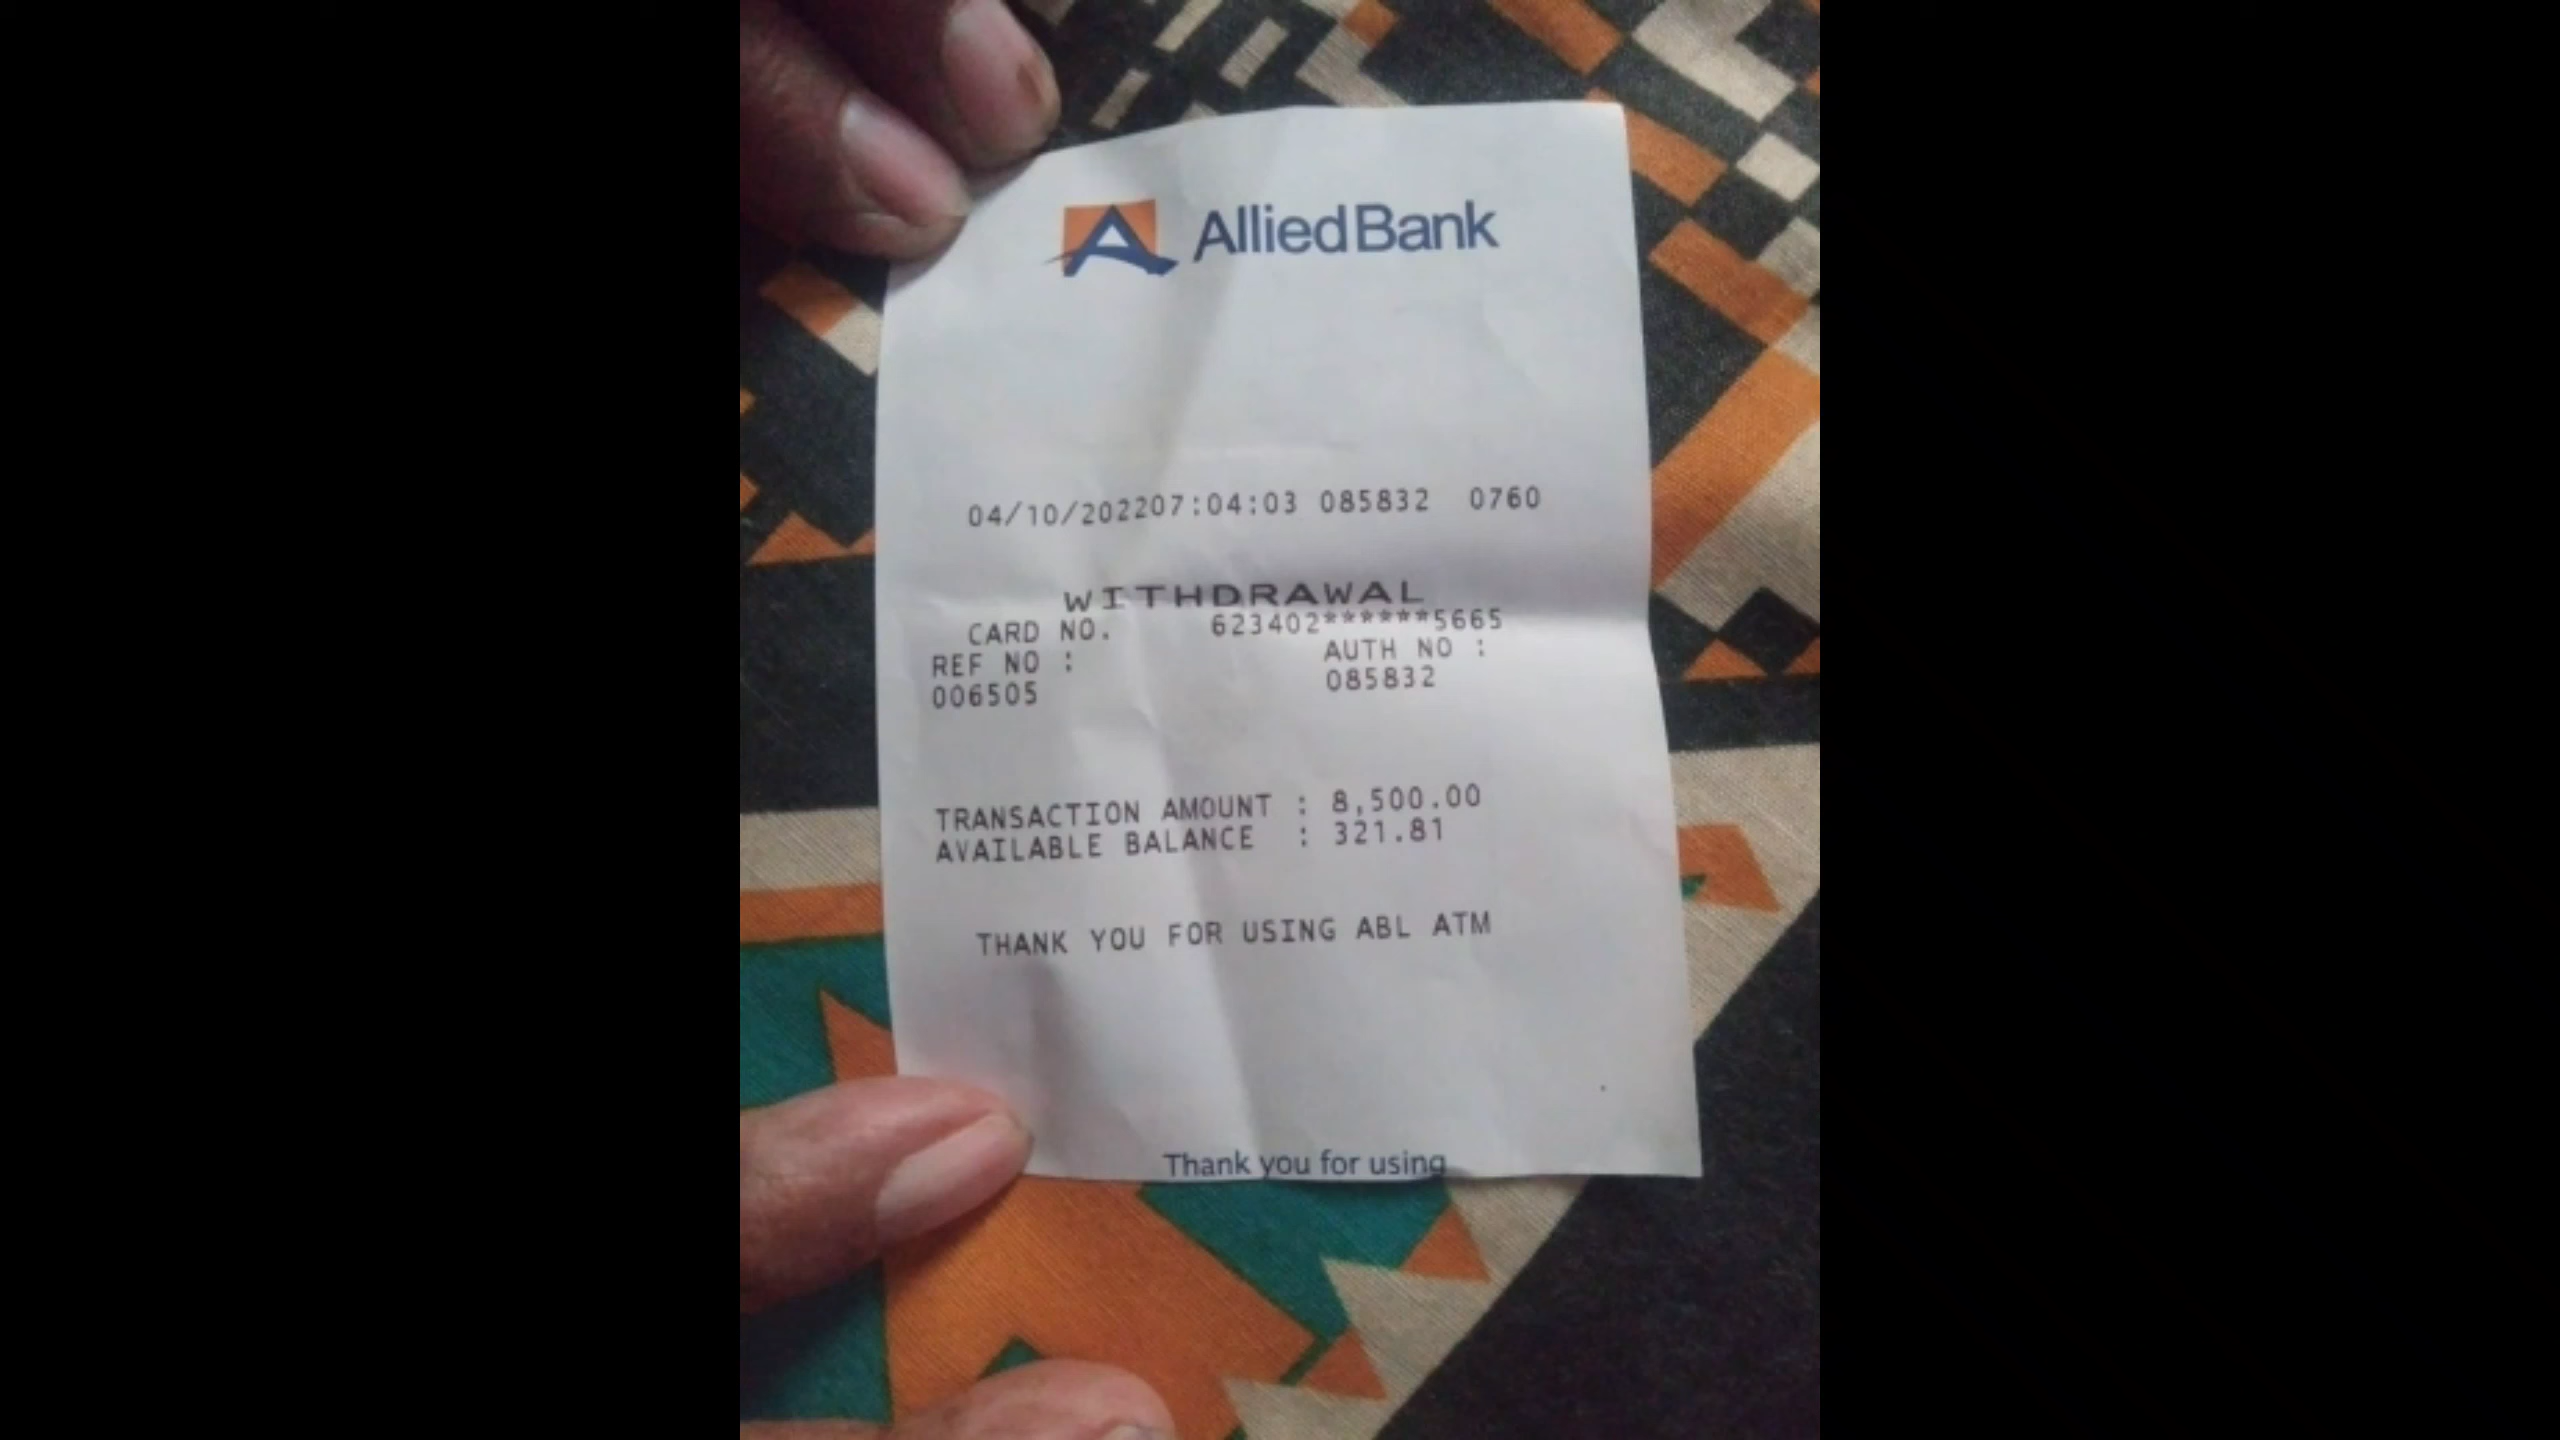 AlliedBank
04/10/202207:04:03 085832 0760
WITHDRAWAL
CARD NO. 623402******5665
REF NO : AUTH NO :
006505 085832
TRANSACTION AMOUNT : 8,500.00
AVAILABLE BALANCE : 321.81
THANK YOU FOR USING ABL ATM
Thank you for using